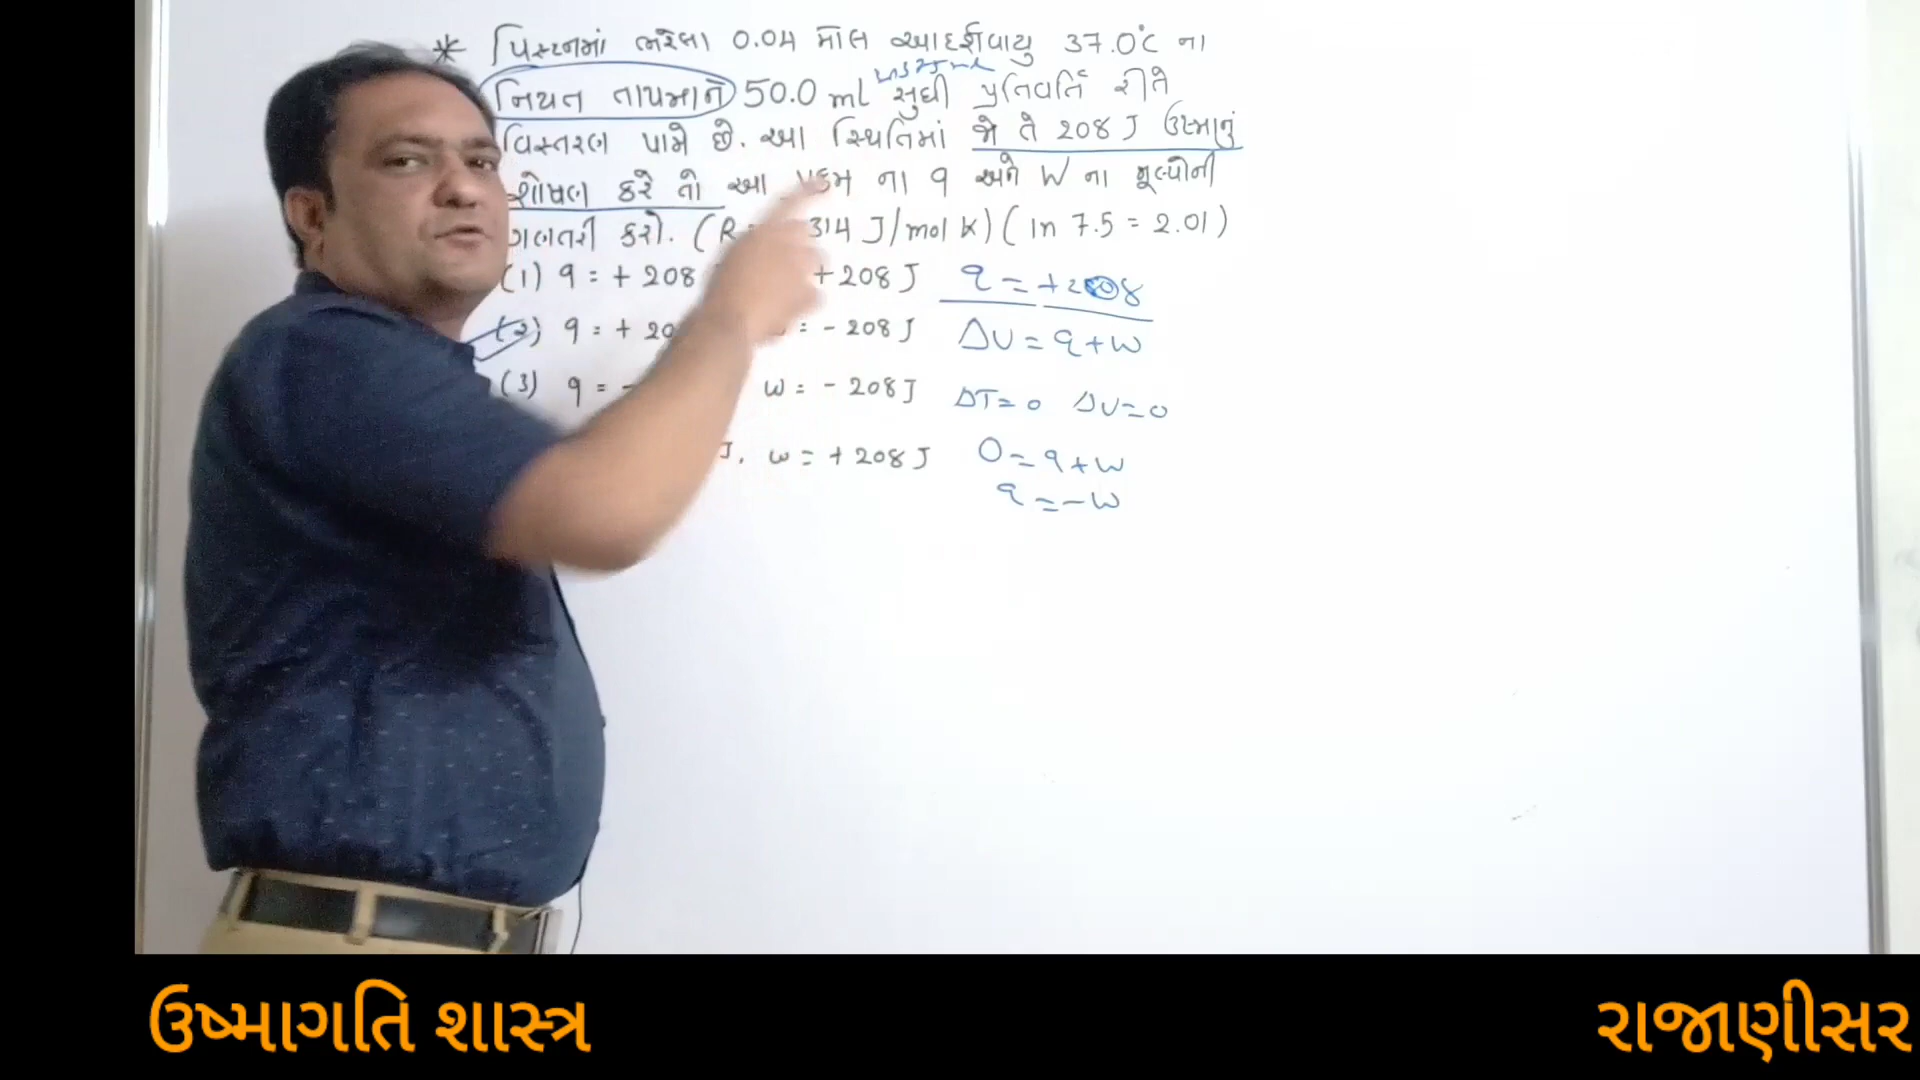 * પિસ્ટનમાં ભરેલા 0.04 મોલ આદર્શવાયુ 37.0°C ના
નિયત તાપમાને 50.0 ml સુધી પ્રતિવર્તિ રીતે
વિસ્તરણ પામે છે. આ સ્થિતિમાં જો તે 208 J ઉષ્માનું
શોષણ કરે તો આ ના q અને W ના મૂલ્યોની
ગણતરી કરો. (R 314 J/mol K) (ln 7.5 = 2.01)
(1) q = + 208 +208 J
(2) q = + 20 = - 208 J
(3) q = - w = - 208 J
J. w = + 208 J
q = +208
ΔU = q+w
ΔT=0 ΔU=0
0 = q+w
q = -w
ઉષ્માગતિ શાસ્ત્ર
રાજાણીસર